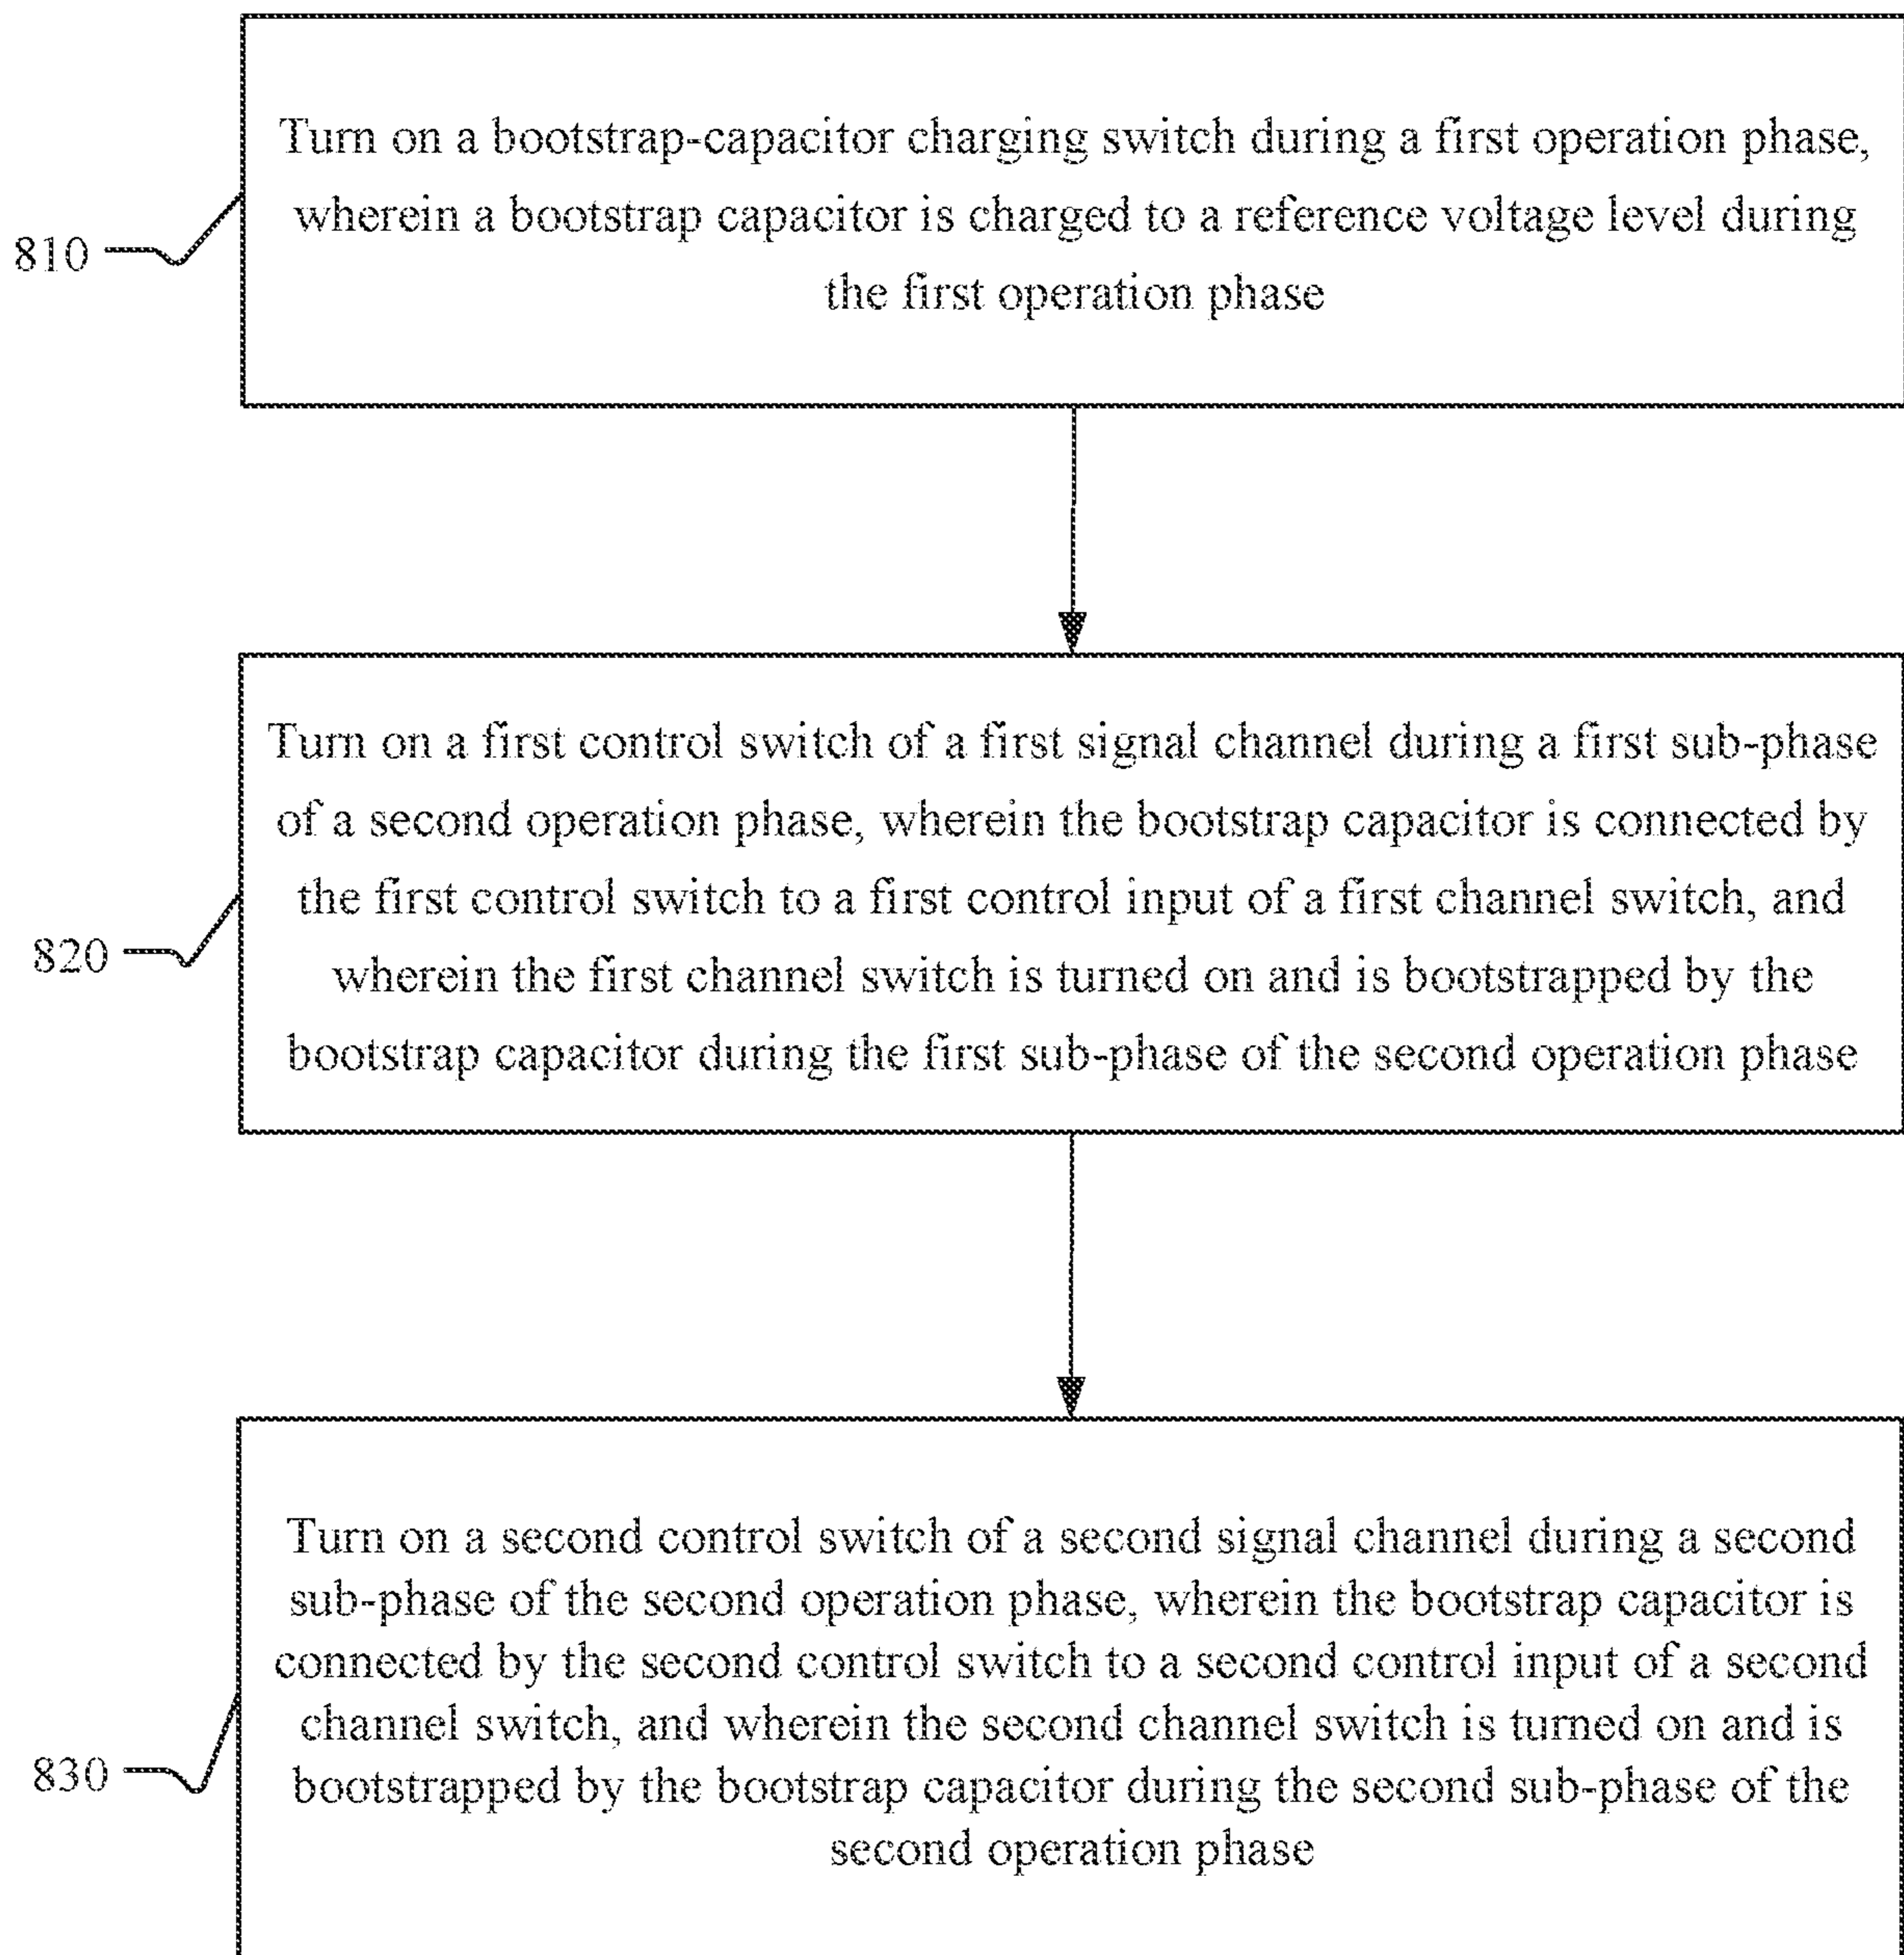 Turn on a bootstrap-capacitor charging switch during a first operation phase,
wherein a bootstrap capacitor is charged to a reference voltage level during
the first operation phase
810
Turn on a first control switch of a first signal channel during a first sub-phase
of a second operation phase, wherein the bootstrap capacitor is connected by
the first control switch to a first control input of a first channel switch, and
wherein the first channel switch is turned on and is bootstrapped by the
bootstrap capacitor during the first sub-phase of the second operation phase
820
Turn on a second control switch of a second signal channel during a second
sub-phase of the second operation phase, wherein the bootstrap capacitor is
connected by the second control switch to a second control input of a second
channel switch, and wherein the second channel switch is turned on and is
bootstrapped by the bootstrap capacitor during the second sub-phase of the
second operation phase
830